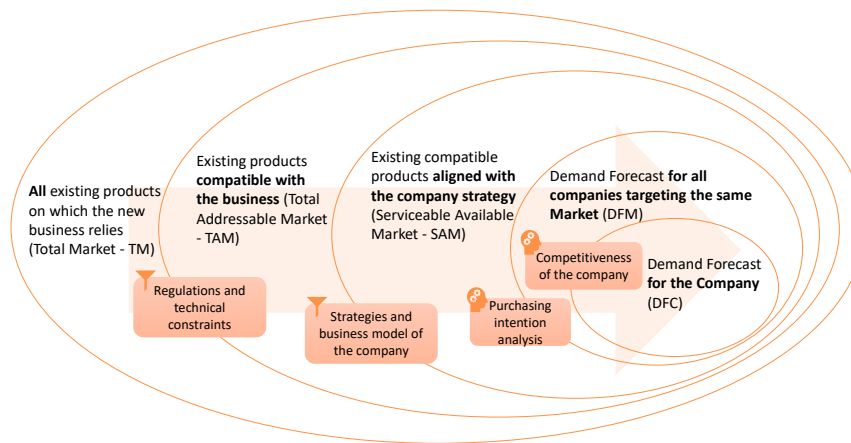 All existing products
on which the new
business relies
(Total Market - TM)
Existing products
compatible with
the business (Total
Addressable Market -
TAM)
Existing compatible
products aligned with
the company strategy
(Serviceable Available
Market - SAM)
Demand Forecast for all
companies targeting the same
Market (DFM)
Demand Forecast
for the Company
(DFC)
Regulations and
technical
constraints
Strategies and
business model of
the company
Purchasing
intention
analysis
Competitiveness
of the company